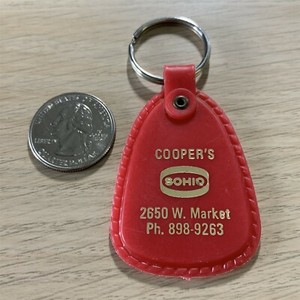 COOPER'S
SOHIO
2650 W. Market
Ph. 898-9263